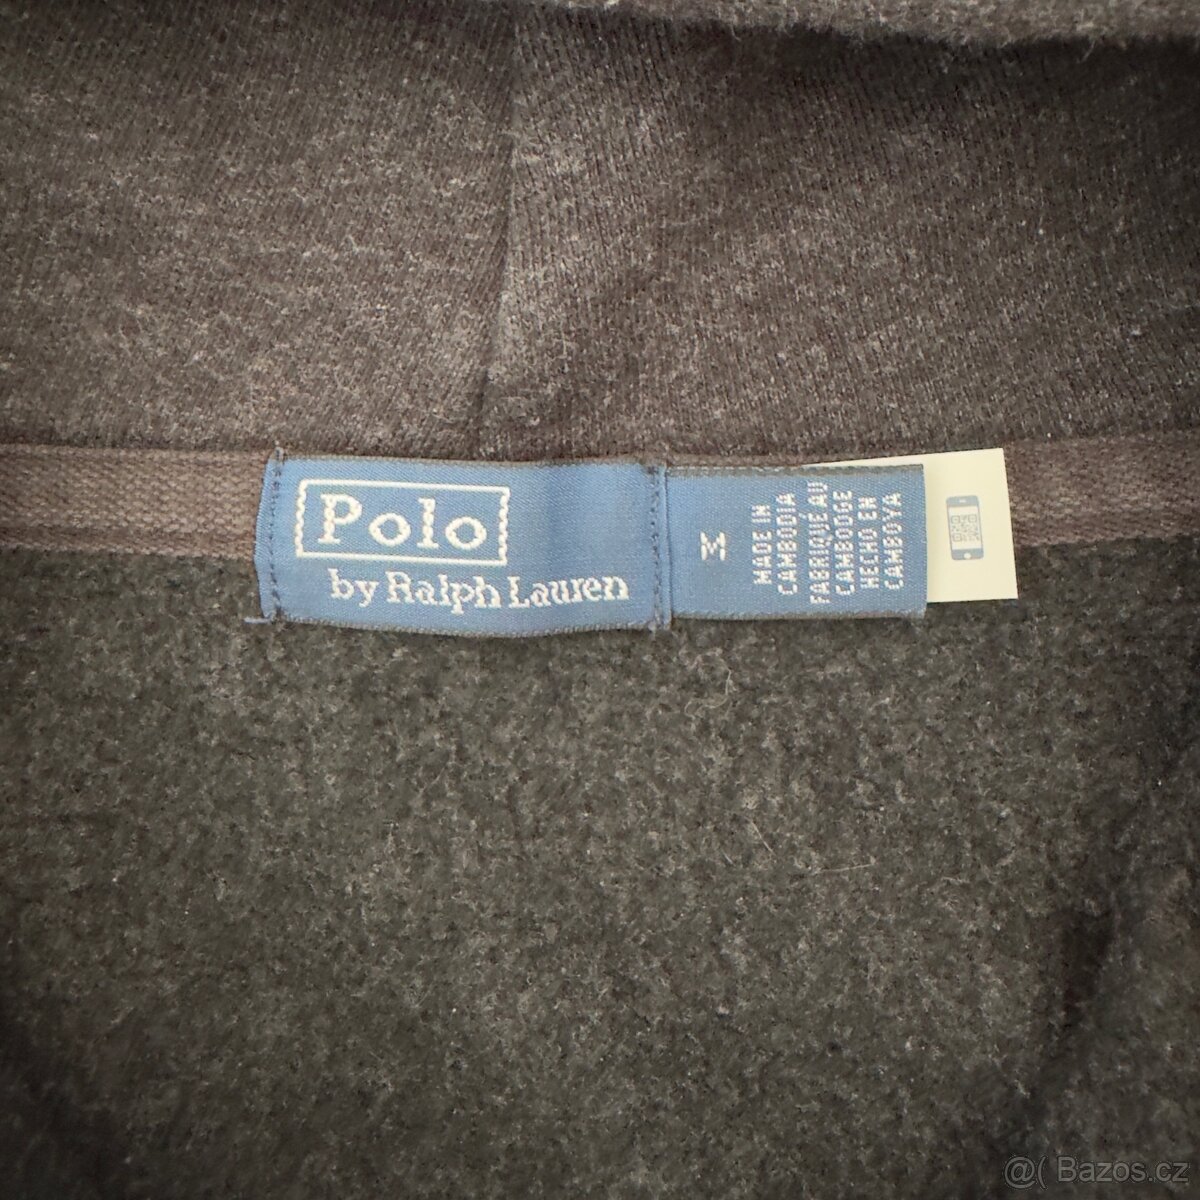 Polo
by Ralph Lauren
M
MADE IN
CAMBODIA
FABRIQUÉ AU
CAMBODGE
HECHO EN
CAMBOYA
@( Bazos.cz